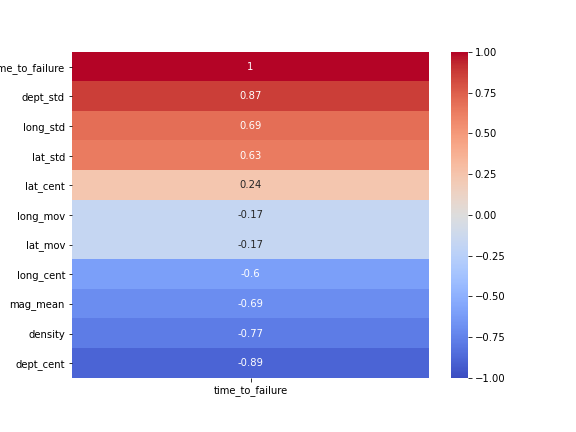 me_to_failure 1 1.00
dept_std 0.87 0.75
long_std 0.69 0.50
lat_std 0.63
lat_cent 0.24 0.25
long_mov -0.17 0.00
lat_mov -0.17 −0.25
long_cent -0.6
mag_mean -0.69 −0.50
density -0.77 −0.75
dept_cent -0.89 −1.00
time_to_failure